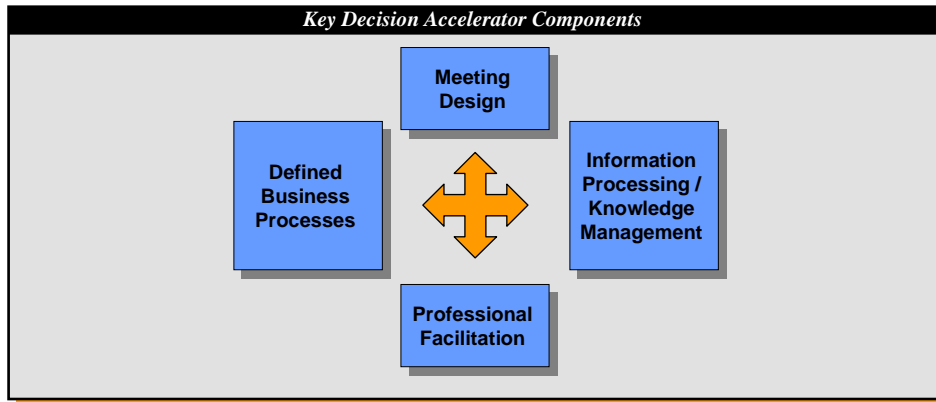 Key Decision Accelerator Components
Meeting
Design
Defined
Business
Processes
Information
Processing /
Knowledge
Management
Professional
Facilitation